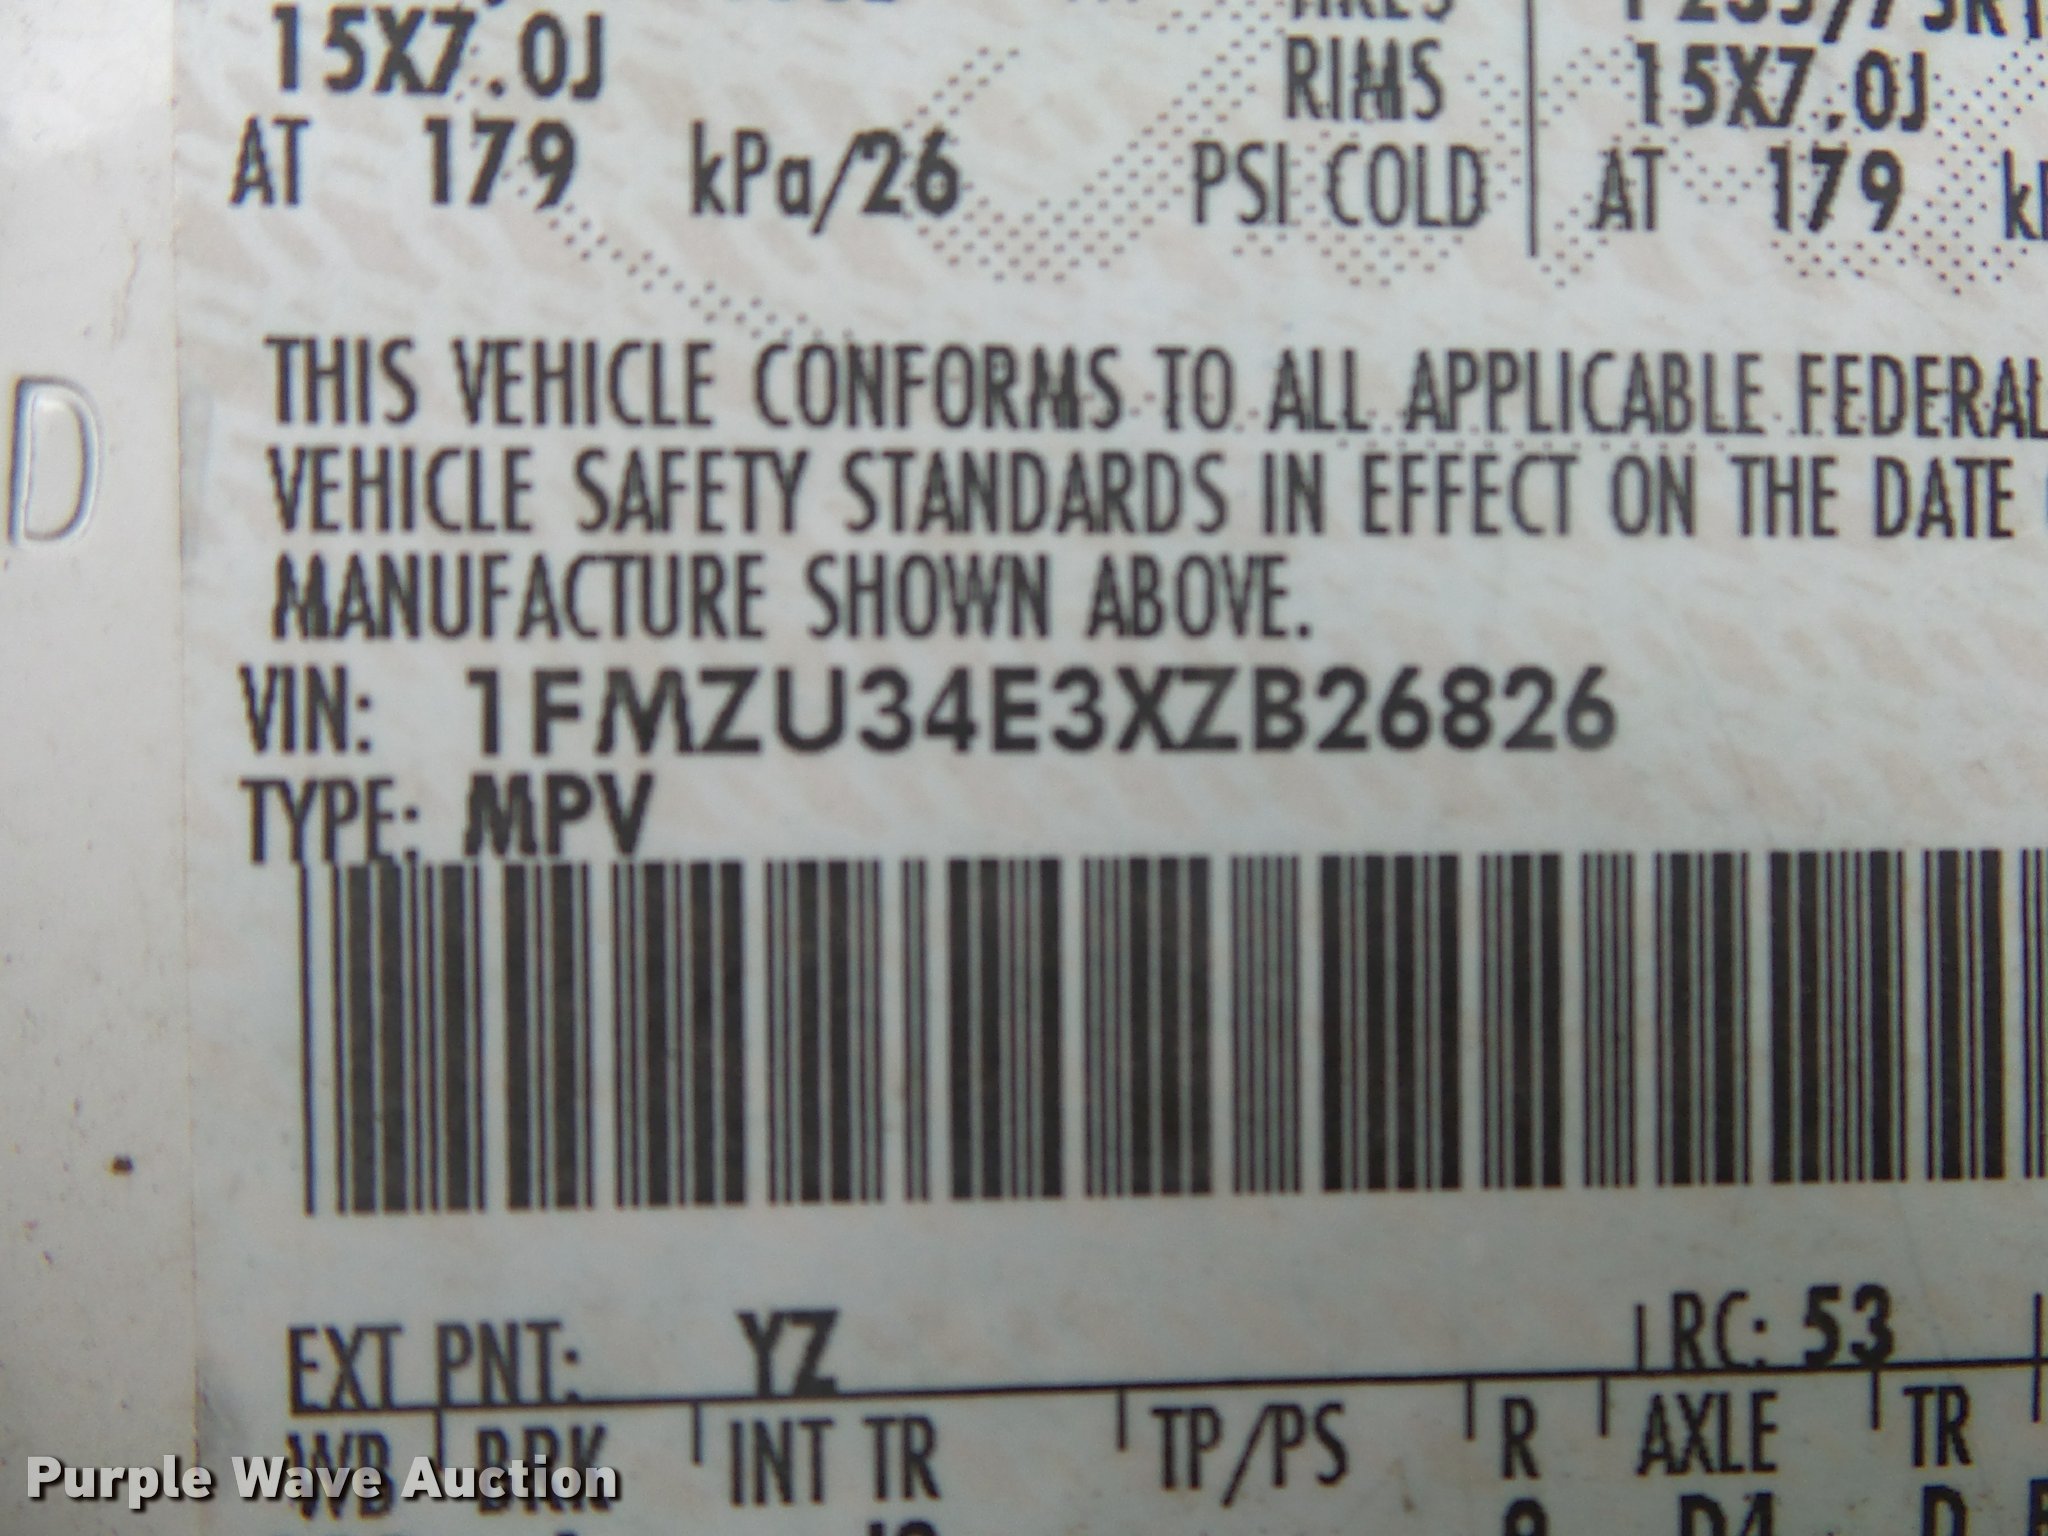 15X7.0J RIMS 15X7.0J
AT 179 kPa/26 PSI COLD AT 179
THIS VEHICLE CONFORMS TO ALL APPLICABLE FEDERAL
VEHICLE SAFETY STANDARDS IN EFFECT ON THE DATE
MANUFACTURE SHOWN ABOVE.
VIN: 1FMZU34E3XZB26826
TYPE: MPV
D
EXT PNT: YZ RC: 53
WB BRK INT TR TP/PS R AXLE TR
Purple Wave Auction